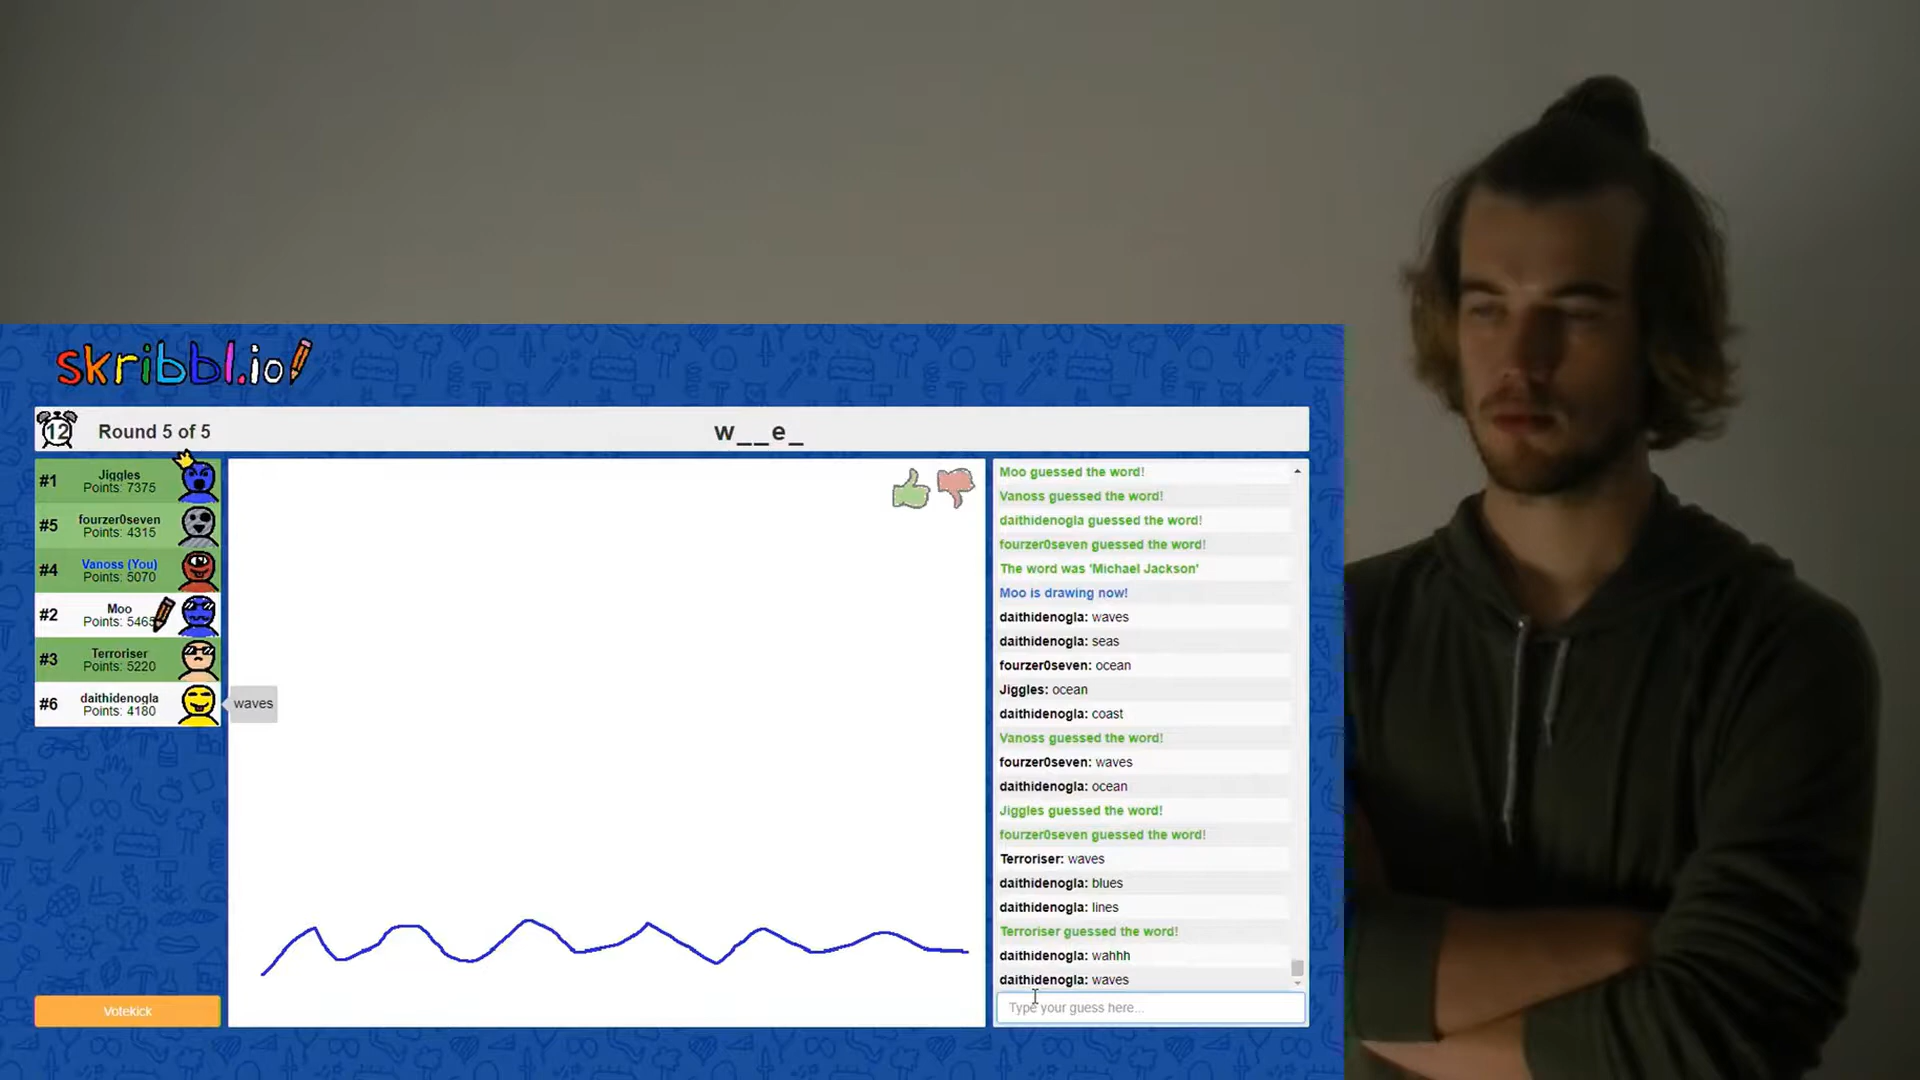 skribbl.io
12
Round 5 of 5
w__e_
#1
Jiggles
Points: 7375
#5
fourzer0seven
Points: 4315
#4
Vanoss (You)
Points: 5070
#2
Moo
Points: 5465
#3
Terroriser
Points: 5220
#6
daithidenogla
Points: 4180
waves
Votekick
Moo guessed the word!
Vanoss guessed the word!
daithidenogla guessed the word!
fourzer0seven guessed the word!
The word was 'Michael Jackson'
Moo is drawing now!
daithidenogla: waves
daithidenogla: seas
fourzer0seven: ocean
Jiggles: ocean
daithidenogla: coast
Vanoss guessed the word!
fourzer0seven: waves
daithidenogla: ocean
Jiggles guessed the word!
fourzer0seven guessed the word!
Terroriser: waves
daithidenogla: blues
daithidenogla: lines
Terroriser guessed the word!
daithidenogla: wahhh
daithidenogla: waves
Type your guess here...